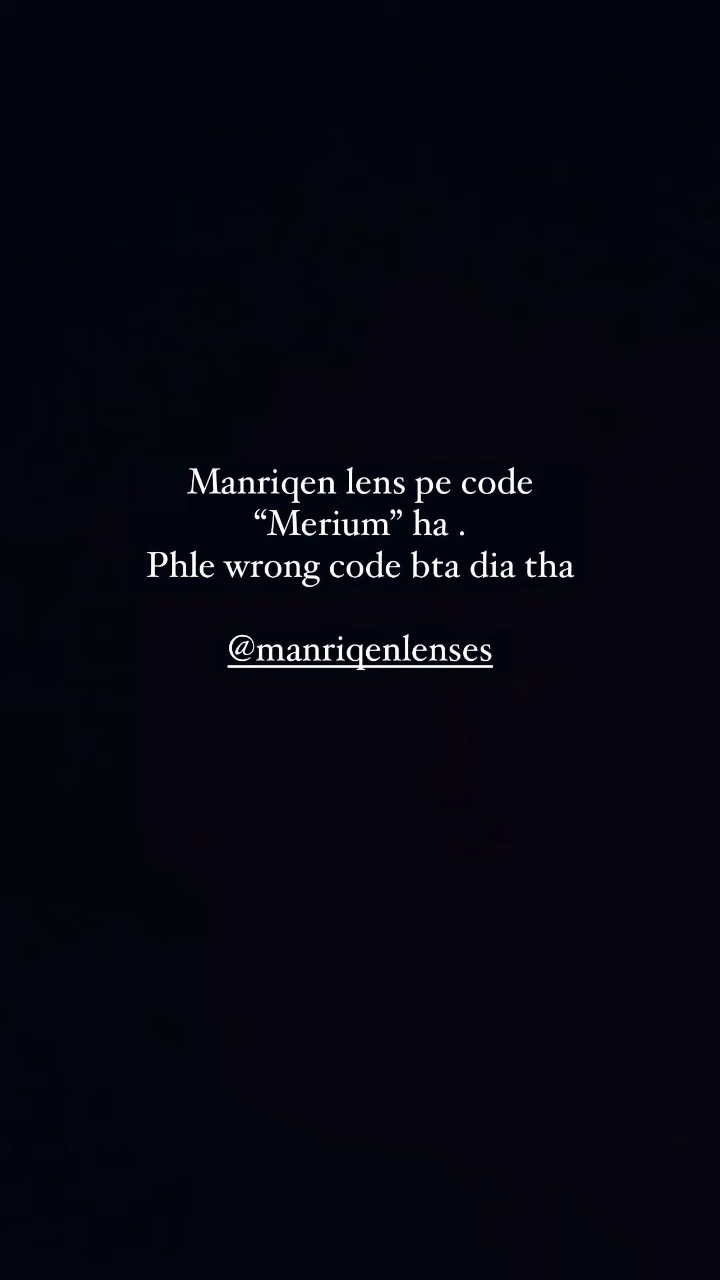 Manriqen lens pe code
“Merium” ha .
Phle wrong code bta dia tha
@manriqenlenses